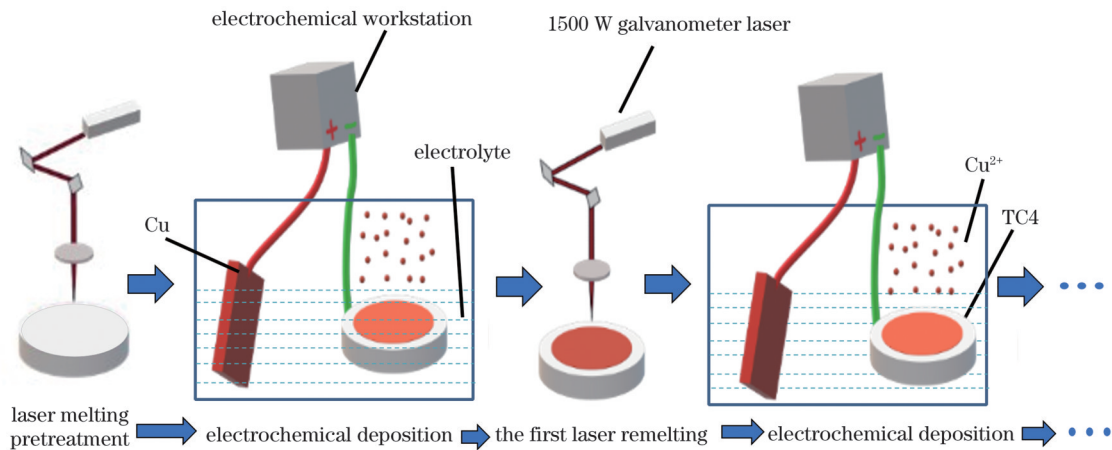 electrochemical workstation
1500 W galvanometer laser
+
−
+
−
electrolyte
Cu²⁺
Cu
TC4
laser melting
pretreatment
electrochemical deposition
the first laser remelting
electrochemical deposition